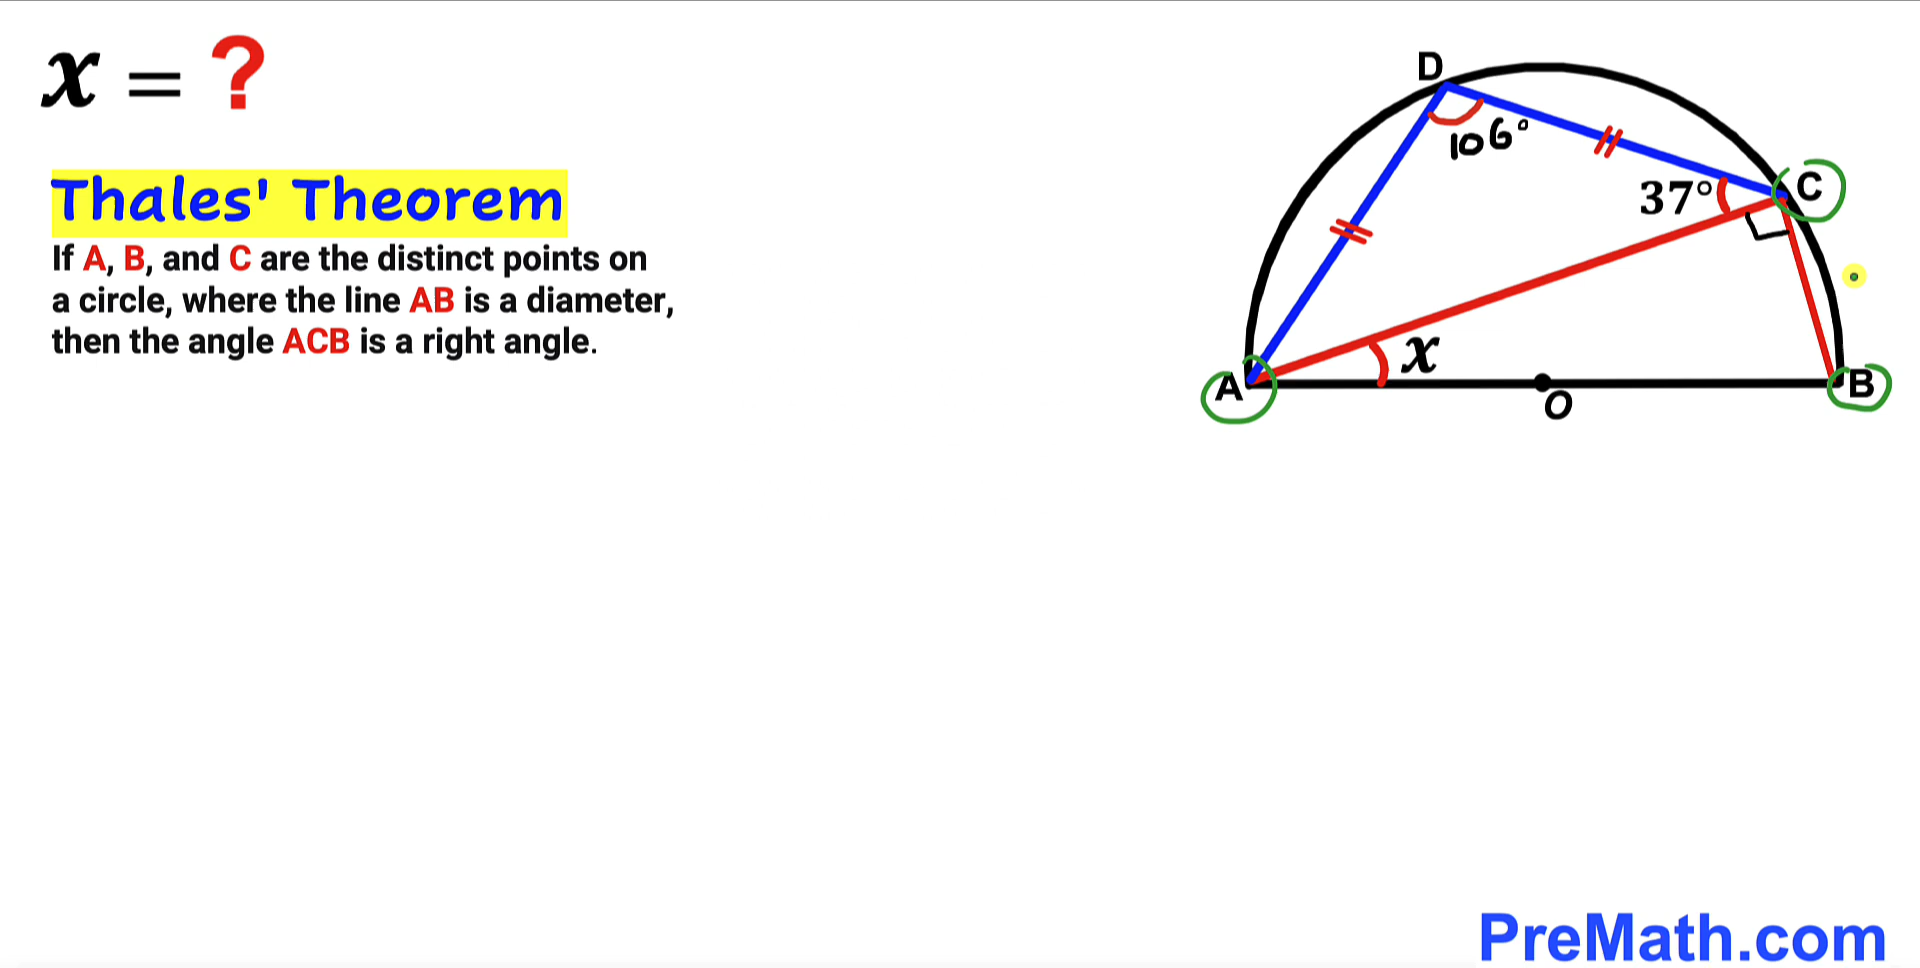 x = ?
Thales' Theorem
If A, B, and C are the distinct points on
a circle, where the line AB is a diameter,
then the angle ACB is a right angle.
D
106°
37°
C
x
A
B
O
PreMath.com